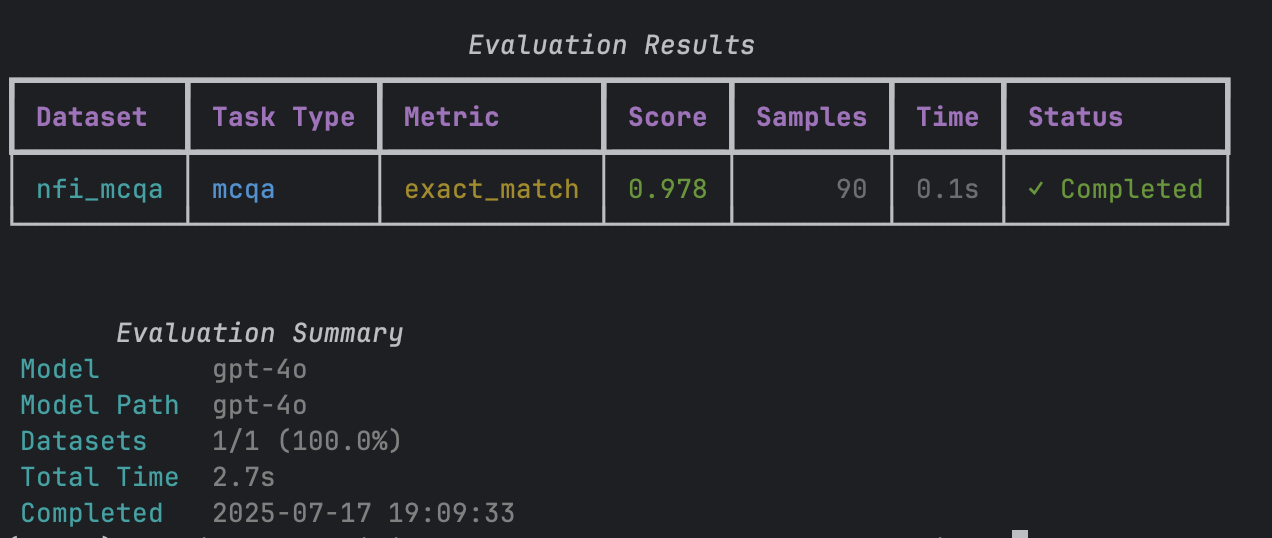 Evaluation Results
Dataset Task Type Metric Score Samples Time Status
nfi_mcqa mcqa exact_match 0.978 90 0.1s ✓ Completed
Evaluation Summary
Model gpt-4o
Model Path gpt-4o
Datasets 1/1 (100.0%)
Total Time 2.7s
Completed 2025-07-17 19:09:33